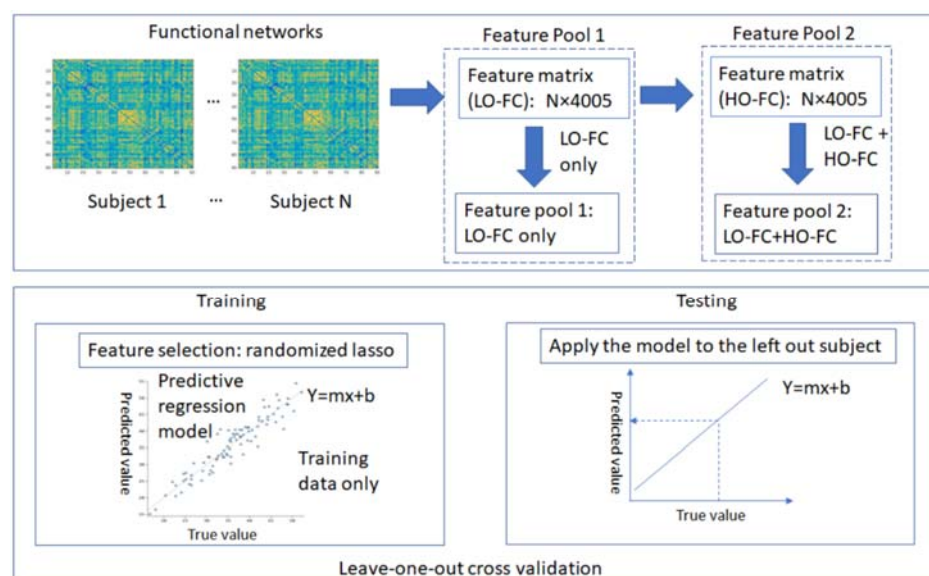 Functional networks
Feature Pool 1
Feature Pool 2
...
Subject 1 ... Subject N
Feature matrix
(LO-FC): N×4005
LO-FC
only
Feature pool 1:
LO-FC only
Feature matrix
(HO-FC): N×4005
LO-FC +
HO-FC
Feature pool 2:
LO-FC+HO-FC
Training
Feature selection: randomized lasso
Predictive
regression
model
Y=mx+b
Training
data only
Predicted value
True value
Testing
Apply the model to the left out subject
Y=mx+b
Predicted value
True value
Leave-one-out cross validation